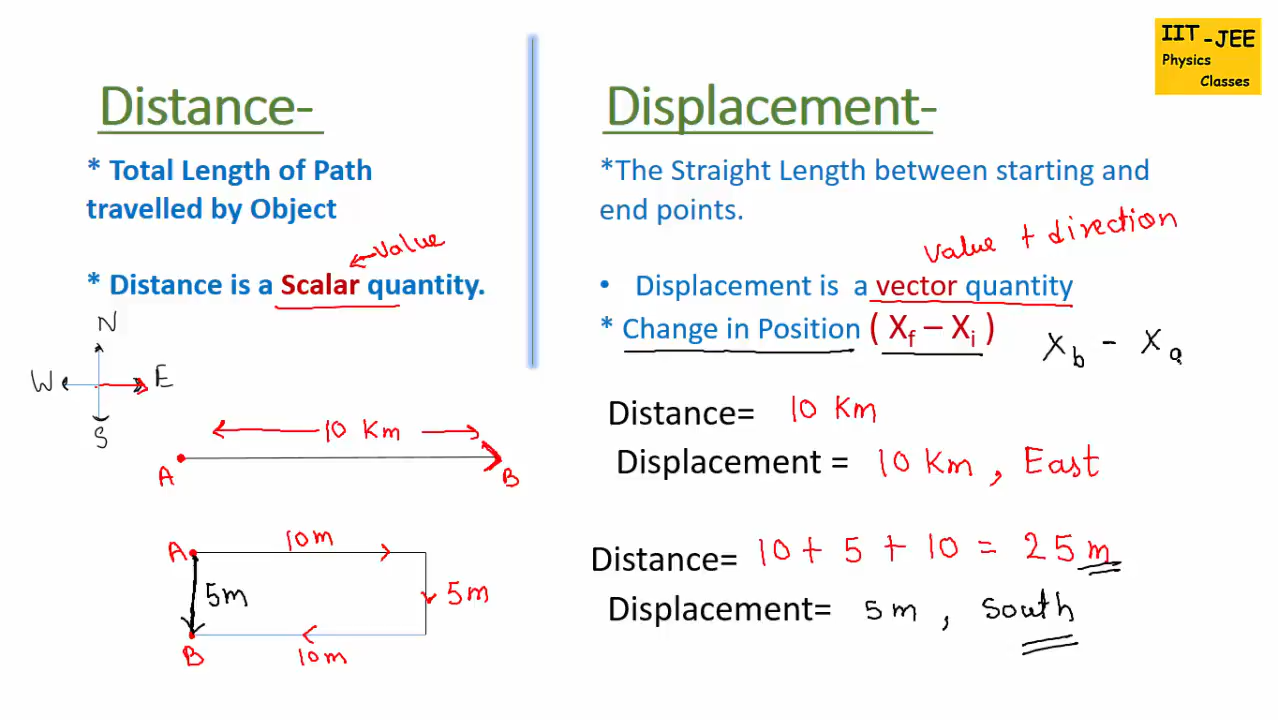 IIT -JEE
Physics
Classes
Distance-
* Total Length of Path
travelled by Object
value
* Distance is a Scalar quantity.
N
W E
S
10 Km
A B
A 10m
5m 5m
B 10m
Displacement-
*The Straight Length between starting and
end points.
value + direction
• Displacement is a vector quantity
* Change in Position ( Xf – Xi )
Xb - Xa
Distance= 10 Km
Displacement = 10 Km , East
Distance= 10 + 5 + 10 = 25 m
Displacement= 5 m , South